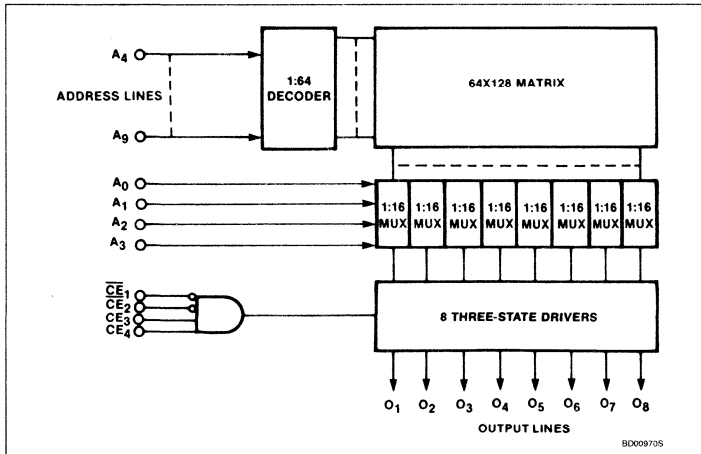 A4
1:64
DECODER
64X128 MATRIX
ADDRESS LINES
A9
A0
A1
A2
A3
1:16 MUX
1:16 MUX
1:16 MUX
1:16 MUX
1:16 MUX
1:16 MUX
1:16 MUX
1:16 MUX
C̅E̅1
C̅E̅2
CE3
CE4
8 THREE-STATE DRIVERS
O1 O2 O3 O4 O5 O6 O7 O8
OUTPUT LINES
BD00970S